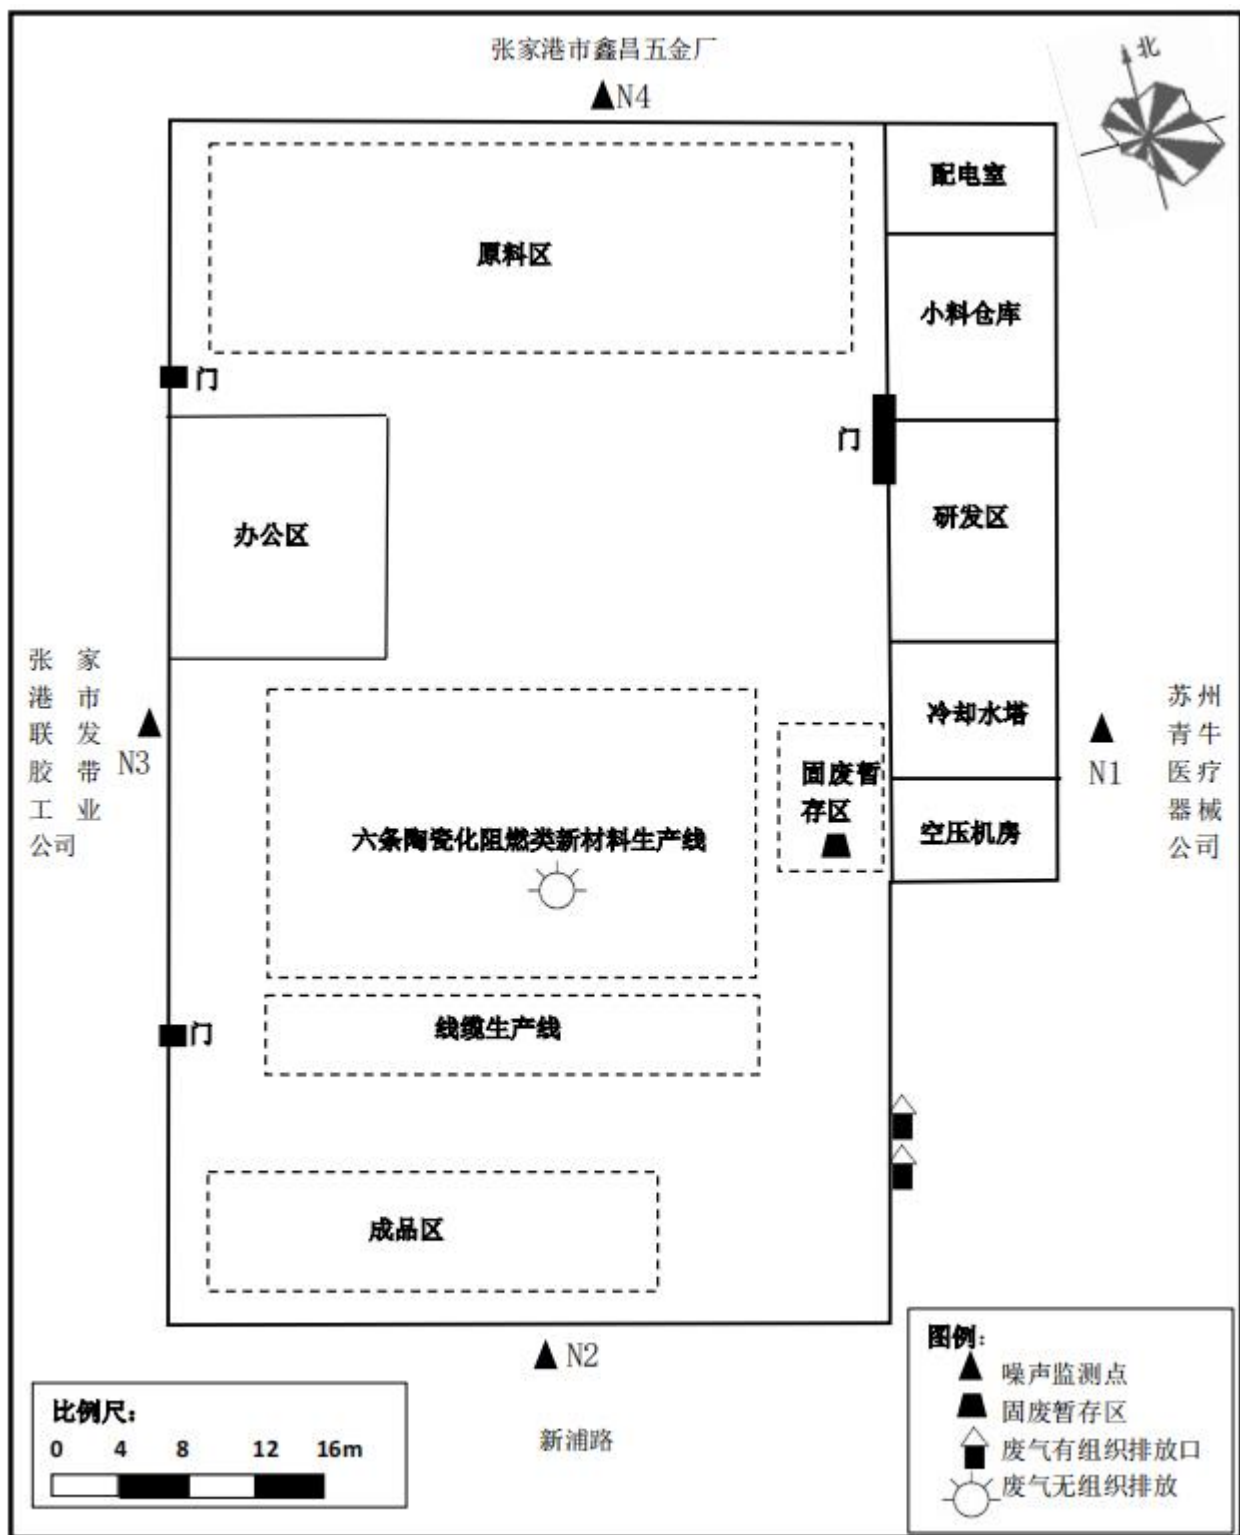 张家港市鑫昌五金厂
N4
北
配电室
原料区
小料仓库
门
门
研发区
办公区
张家
港市
联发
胶带
工业
公司
N3
冷却水塔
N1
苏州
青牛
医疗
器械
公司
固废暂
存区
空压机房
六条陶瓷化阻燃类新材料生产线
线缆生产线
门
成品区
N2
新浦路
比例尺：
0 4 8 12 16m
图例：
噪声监测点
固废暂存区
废气有组织排放口
废气无组织排放